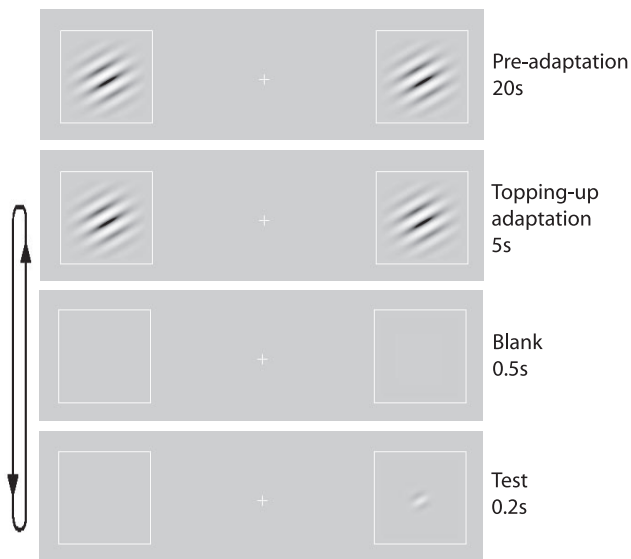 Pre-adaptation
20s
Topping-up
adaptation
5s
Blank
0.5s
Test
0.2s